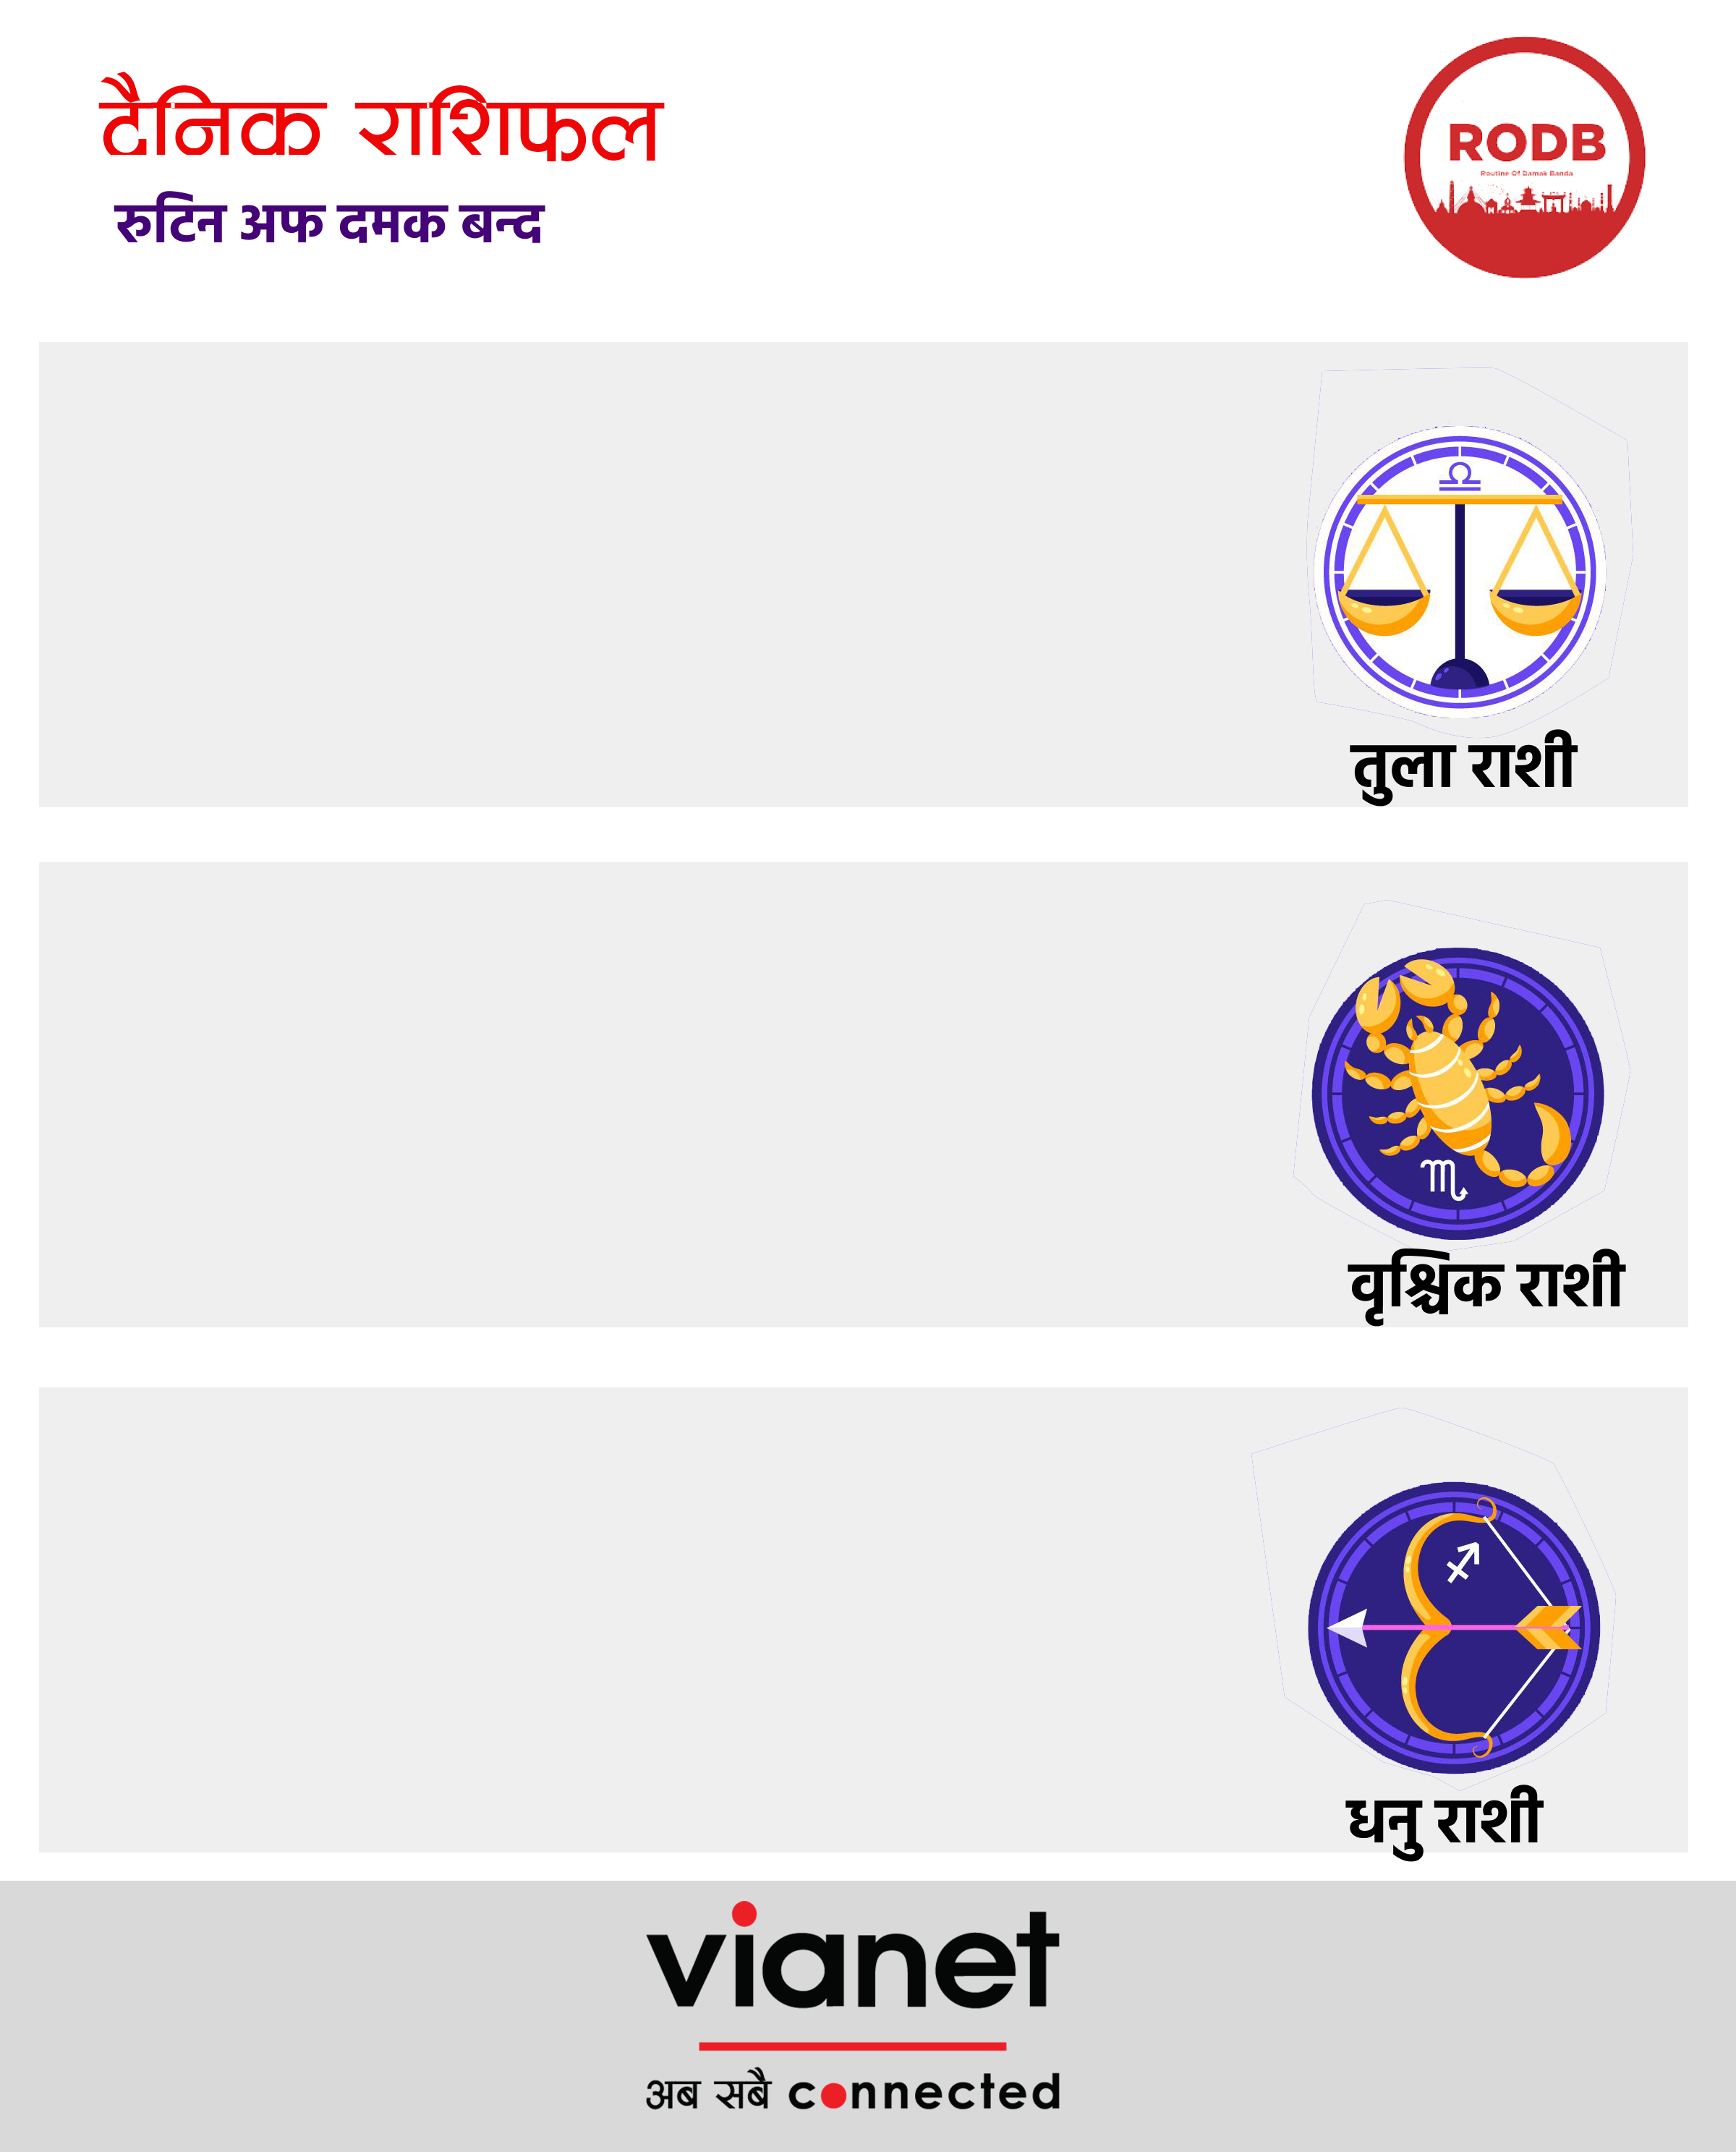 दैनिक राशिफल
रुटिन अफ दमक बन्द
RODB
Routine Of Damak Banda
तुला राशी
वृश्चिक राशी
धनु राशी
vianet
अब सबै connected